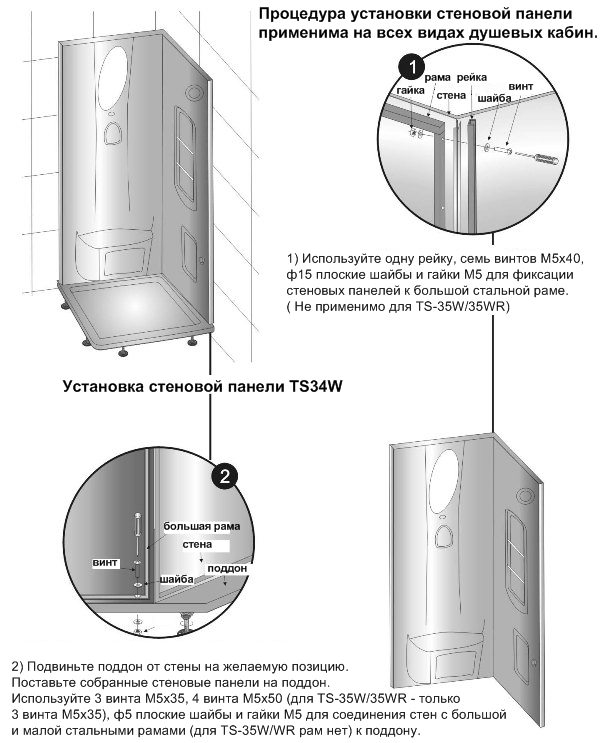 Процедура установки стеновой панели
применима на всех видах душевых кабин.
1
рама рейка
гайка стена шайба винт
1) Используйте одну рейку, семь винтов М5х40,
ф15 плоские шайбы и гайки М5 для фиксации
стеновых панелей к большой стальной раме.
( Не применимо для TS-35W/35WR)
Установка стеновой панели TS34W
2
большая рама
стена
винт
поддон
шайба
2) Подвиньте поддон от стены на желаемую позицию.
Поставьте собранные стеновые панели на поддон.
Используйте 3 винта М5х35, 4 винта М5х50 (для TS-35W/35WR - только
3 винта М5х35), ф5 плоские шайбы и гайки М5 для соединения стен с большой
и малой стальными рамами (для TS-35W/WR рам нет) к поддону.